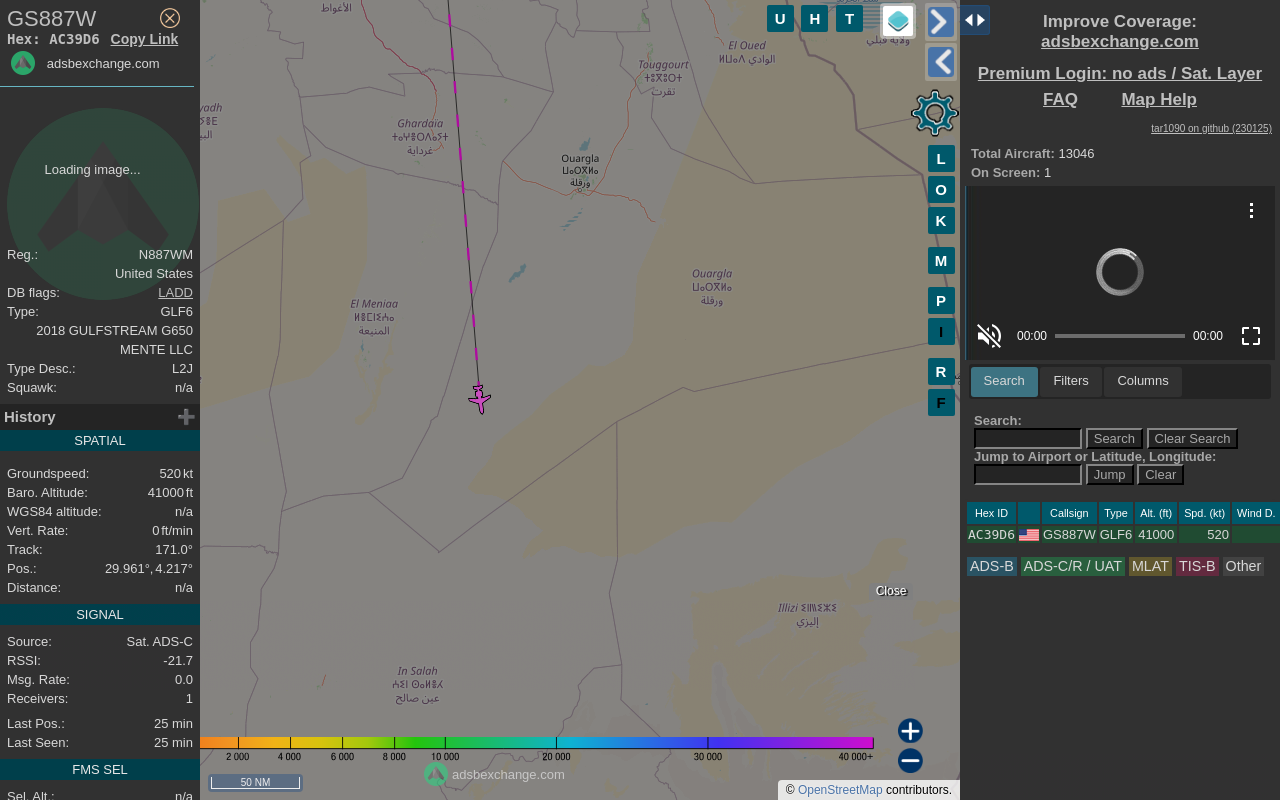 GS887W
Hex: AC39D6 Copy Link
adsbexchange.com
Loading image...
Reg.: N887WM
United States
DB flags: LADD
Type: GLF6
2018 GULFSTREAM G650
MENTE LLC
Type Desc.: L2J
Squawk: n/a
History
SPATIAL
Groundspeed: 520 kt
Baro. Altitude: 41000 ft
WGS84 altitude: n/a
Vert. Rate: 0 ft/min
Track: 171.0°
Pos.: 29.961°, 4.217°
Distance: n/a
SIGNAL
Source: Sat. ADS-C
RSSI: -21.7
Msg. Rate: 0.0
Receivers: 1
Last Pos.: 25 min
Last Seen: 25 min
FMS SEL
Sel. Alt.: n/a
الأغواط
El Oued
الوادي
Touggourt
ⵜⵓⴳⴳⵓⵔⵜ
تقرت
Ghardaïa
غرداية
Ouargla
ورقلة
Ouargla
ورقلة
El Meniaa
المنيعة
Illizi
إليزي
In Salah
عين صالح
U H T
L
O
K
M
P
I
R
F
Close
2 000 4 000 6 000 8 000 10 000 20 000 30 000 40 000+
adsbexchange.com
50 NM
© OpenStreetMap contributors.
Improve Coverage:
adsbexchange.com
Premium Login: no ads / Sat. Layer
FAQ Map Help
tar1090 on github (230125)
Total Aircraft: 13046
On Screen: 1
00:00 00:00
Search Filters Columns
Search:
Search Clear Search
Jump to Airport or Latitude, Longitude:
Jump Clear
Hex ID Callsign Type Alt. (ft) Spd. (kt) Wind D.
AC39D6 GS887W GLF6 41000 520
ADS-B ADS-C/R / UAT MLAT TIS-B Other